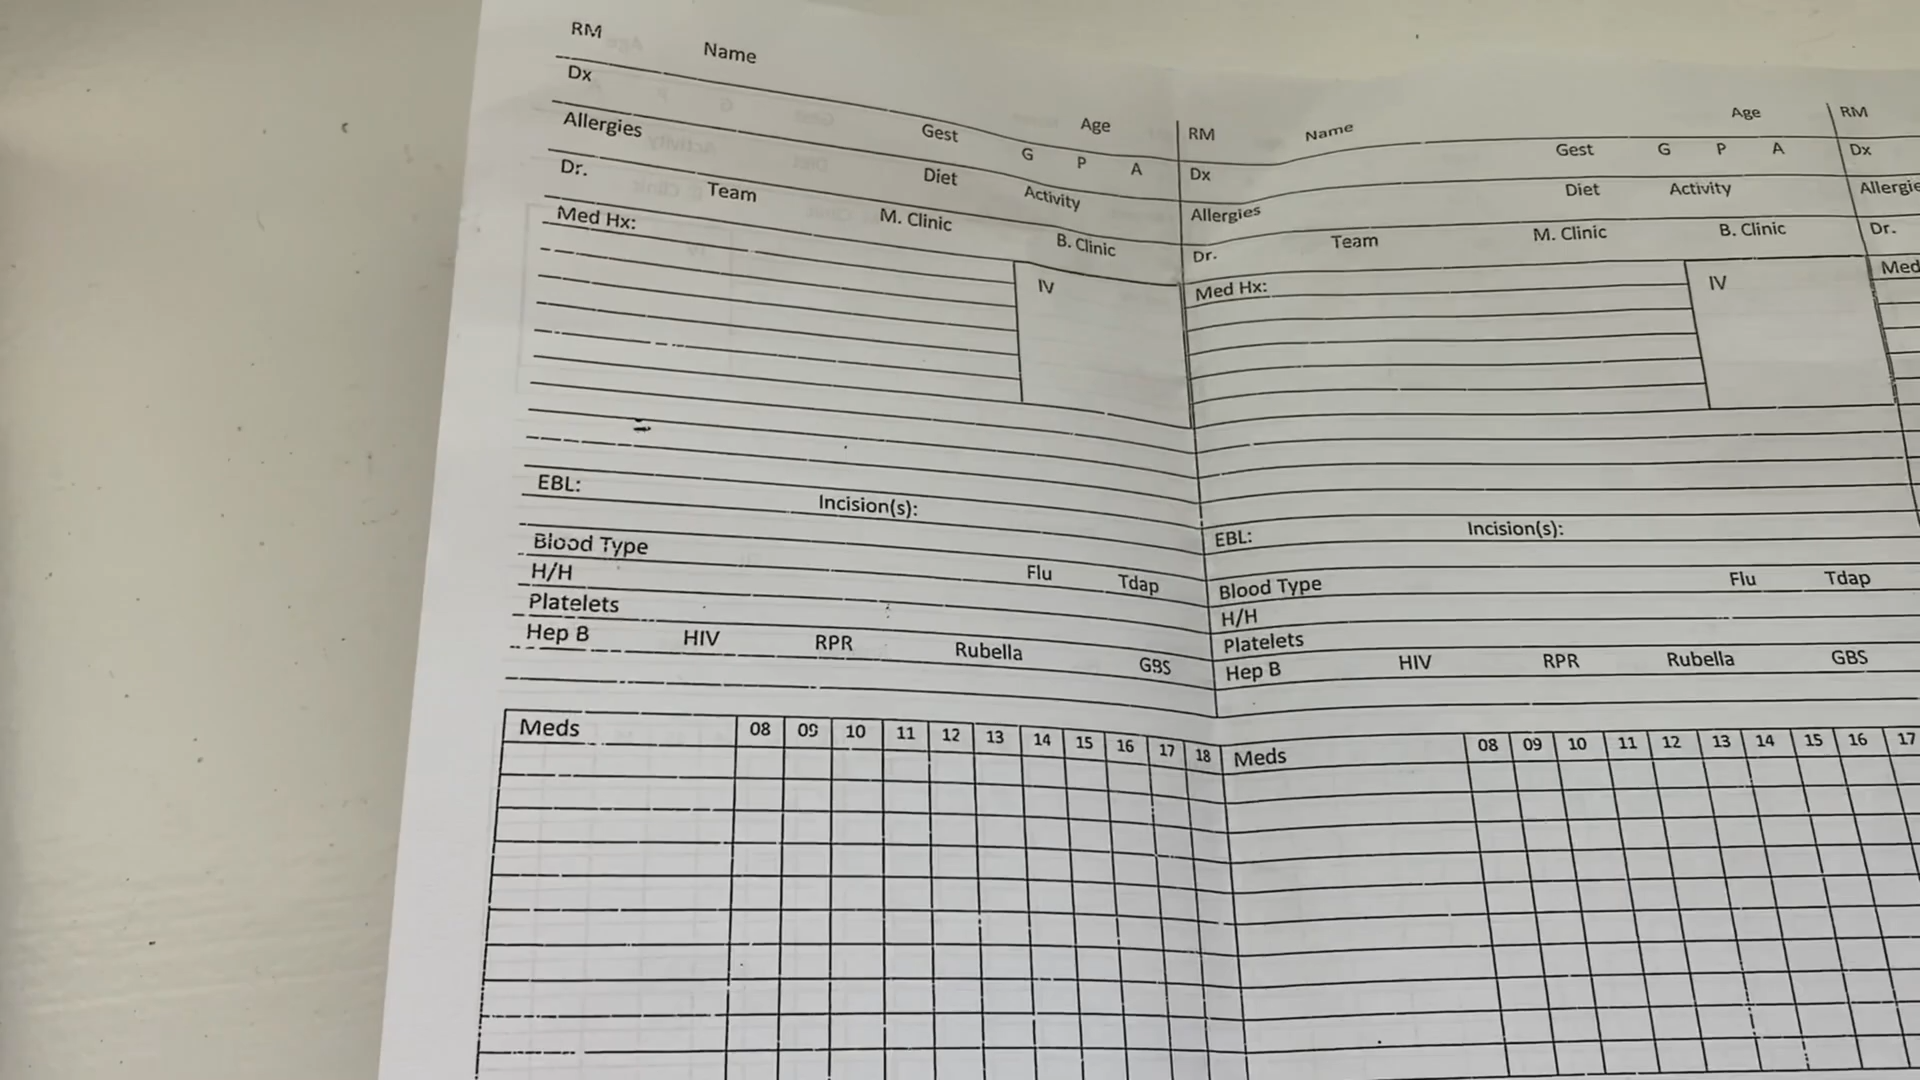 RM Name Age
Dx Gest G P A
Allergies Diet Activity
Dr. Team M. Clinic B. Clinic
Med Hx: IV
EBL: Incision(s):
Blood Type Flu Tdap
H/H
Platelets
Hep B HIV RPR Rubella GBS
Meds 08 09 10 11 12 13 14 15 16 17 18
RM Name Age
Dx Gest G P A
Allergies Diet Activity
Dr. Team M. Clinic B. Clinic
Med Hx: IV
EBL: Incision(s):
Blood Type Flu Tdap
H/H
Platelets
Hep B HIV RPR Rubella GBS
Meds 08 09 10 11 12 13 14 15 16 17
RM
Dx
Allergie
Dr.
Med